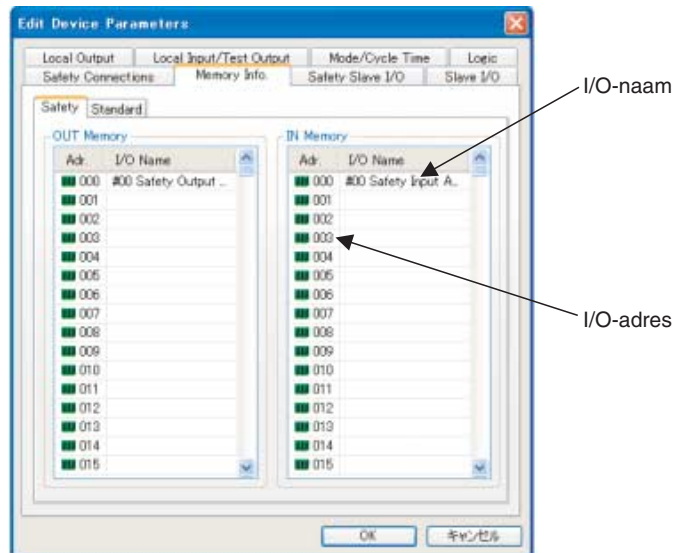 Edit Device Parameters
Local Output Local Input/Test Output Mode/Cycle Time Logic
Safety Connections Memory Info. Safety Slave I/O Slave I/O
Safety Standard
OUT Memory IN Memory
Adr. I/O Name Adr. I/O Name
000 #00 Safety Output ... 000 #00 Safety Input A...
001 001
002 002
003 003
004 004
005 005
006 006
007 007
008 008
009 009
010 010
011 011
012 012
013 013
014 014
015 015
OK キャンセル
I/O-naam
I/O-adres